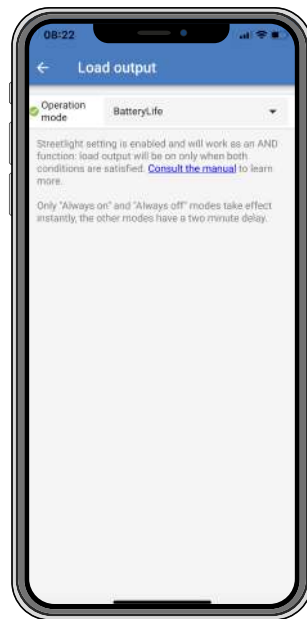 08:22
Load output
Operation
mode
BatteryLife
Streetlight setting is enabled and will work as an AND
function: load output will be on only when both
conditions are satisfied. Consult the manual to learn
more.
Only "Always on" and "Always off" modes take effect
instantly, the other modes have a two minute delay.